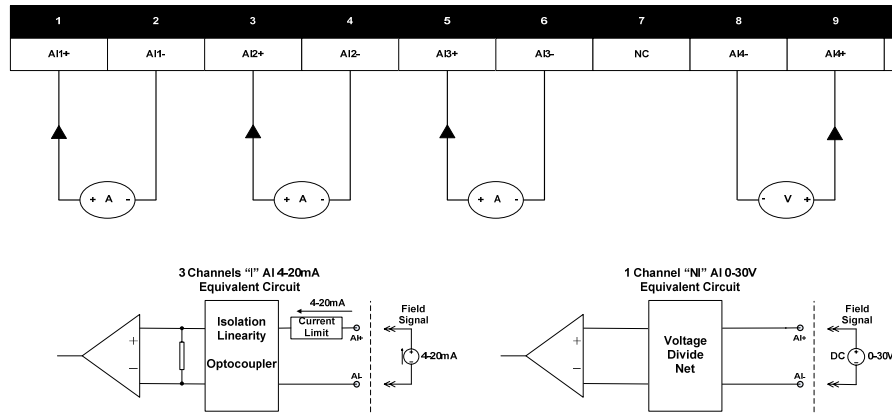 1 2 3 4 5 6 7 8 9
AI1+ AI1- AI2+ AI2- AI3+ AI3- NC AI4- AI4+
+ A - + A - + A - - V +
3 Channels "I" AI 4-20mA
Equivalent Circuit
1 Channel "NI" AI 0-30V
Equivalent Circuit
4-20mA
Isolation
Linearity
Optocoupler
Current
Limit
AI+
AI-
Field
Signal
4-20mA
+
-
Voltage
Divide
Net
AI+
AI-
Field
Signal
DC
0-30V
+
-